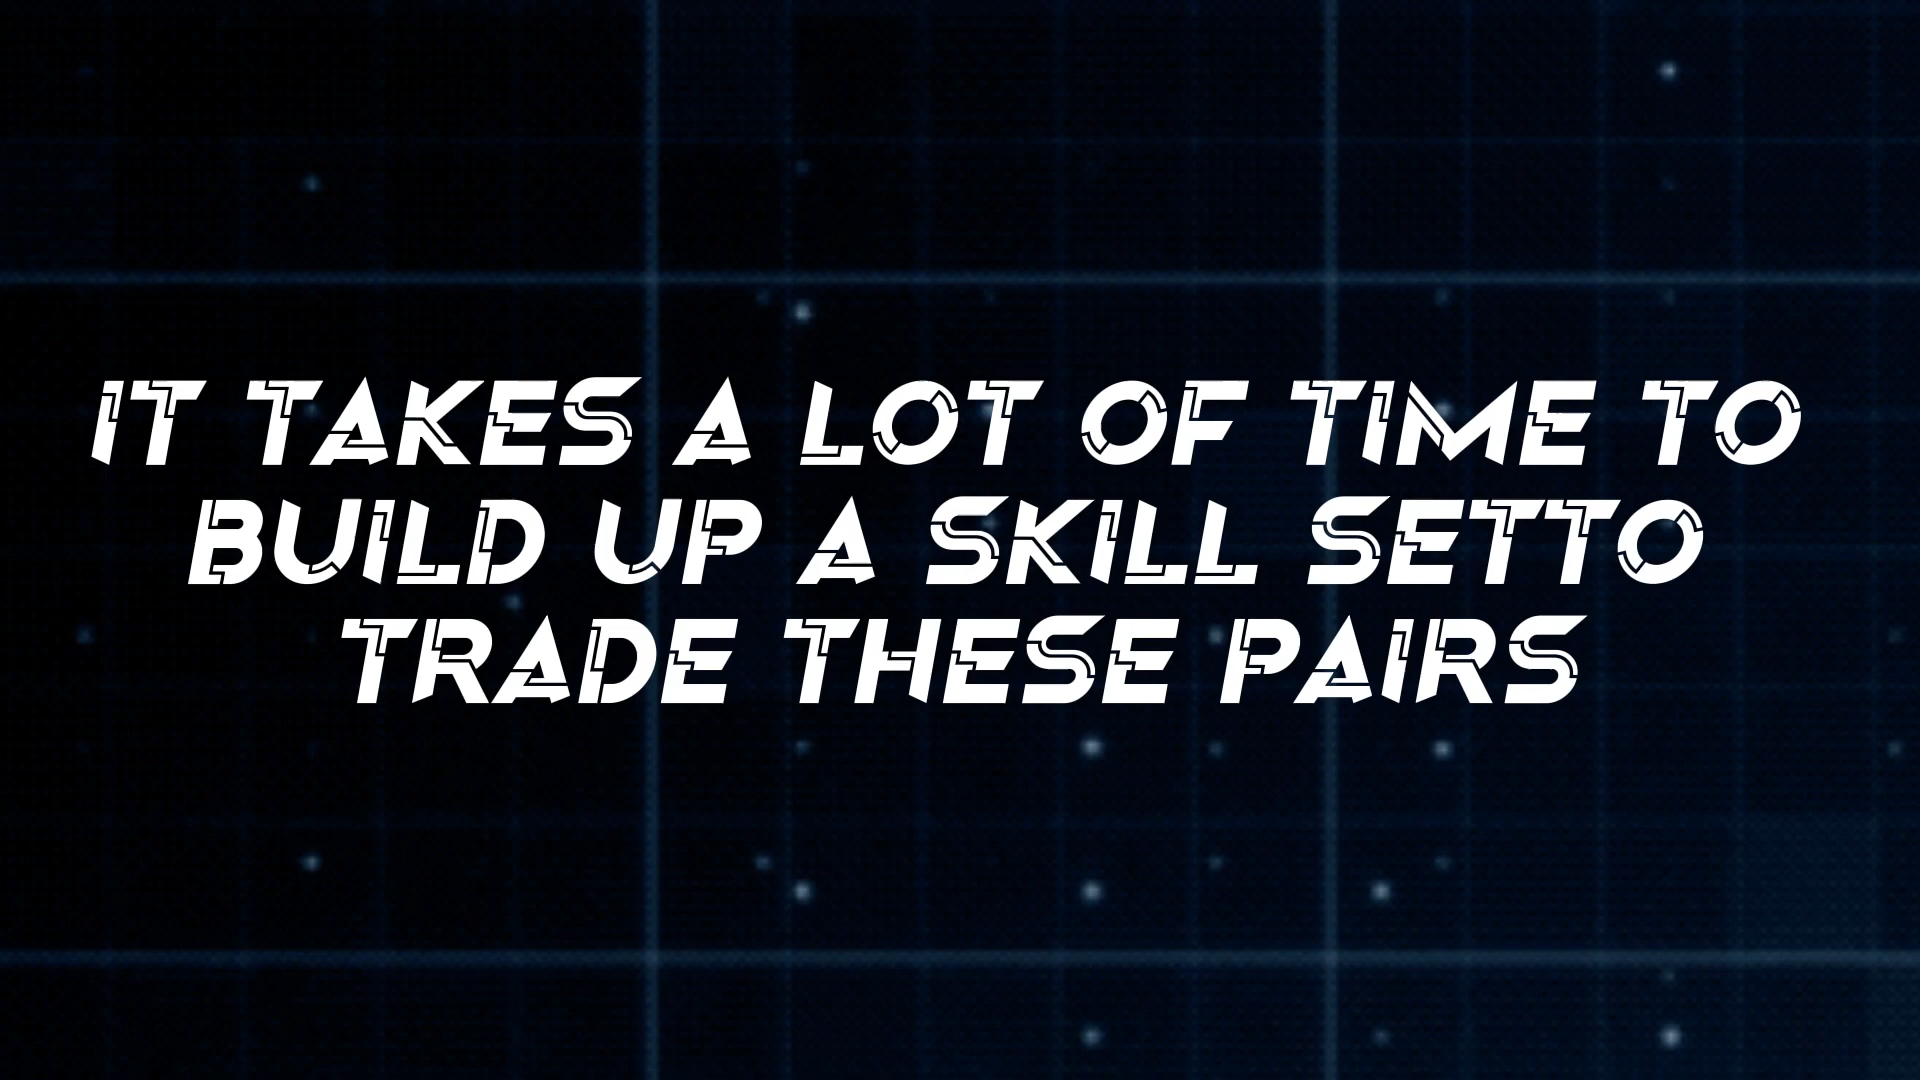 IT TAKES A LOT OF TIME TO
BUILD UP A SKILL SETTO
TRADE THESE PAIRS